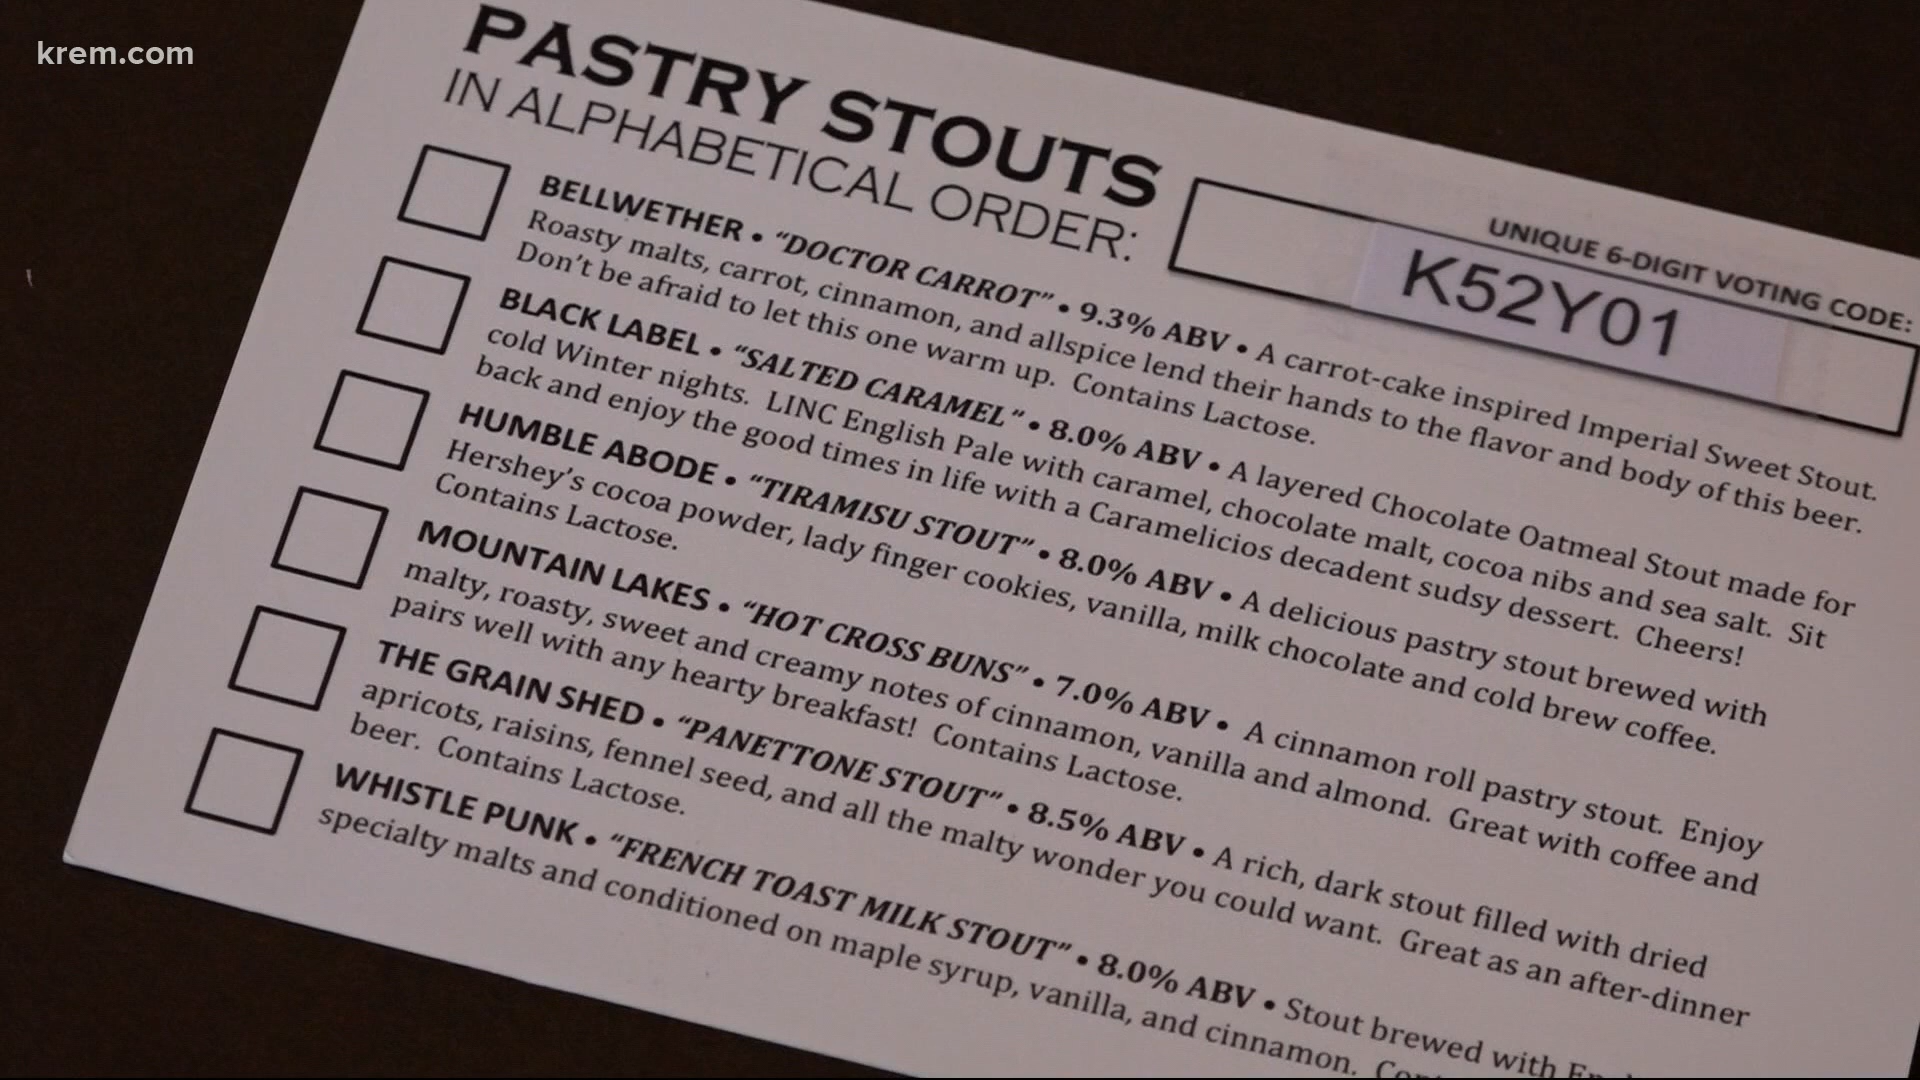 krem.com
PASTRY STOUTS
IN ALPHABETICAL ORDER:
UNIQUE 6-DIGIT VOTING CODE:
K52Y01
BELLWETHER • “DOCTOR CARROT” • 9.3% ABV • A carrot-cake inspired Imperial Sweet Stout.
Roasty malts, carrot, cinnamon, and allspice lend their hands to the flavor and body of this beer.
Don’t be afraid to let this one warm up. Contains Lactose.
BLACK LABEL • “SALTED CARAMEL” • 8.0% ABV • A layered Chocolate Oatmeal Stout made for
cold Winter nights. LINC English Pale with caramel, chocolate malt, cocoa nibs and sea salt. Sit
back and enjoy the good times in life with a Caramelicios decadent sudsy dessert. Cheers!
HUMBLE ABODE • “TIRAMISU STOUT” • 8.0% ABV • A delicious pastry stout brewed with
Hershey’s cocoa powder, lady finger cookies, vanilla, milk chocolate and cold brew coffee.
Contains Lactose.
MOUNTAIN LAKES • “HOT CROSS BUNS” • 7.0% ABV • A cinnamon roll pastry stout. Enjoy
malty, roasty, sweet and creamy notes of cinnamon, vanilla and almond. Great with coffee and
pairs well with any hearty breakfast! Contains Lactose.
THE GRAIN SHED • “PANETTONE STOUT” • 8.5% ABV • A rich, dark stout filled with dried
apricots, raisins, fennel seed, and all the malty wonder you could want. Great as an after-dinner
beer. Contains Lactose.
WHISTLE PUNK • “FRENCH TOAST MILK STOUT” • 8.0% ABV • Stout brewed with
specialty malts and conditioned on maple syrup, vanilla, and cinnamon.